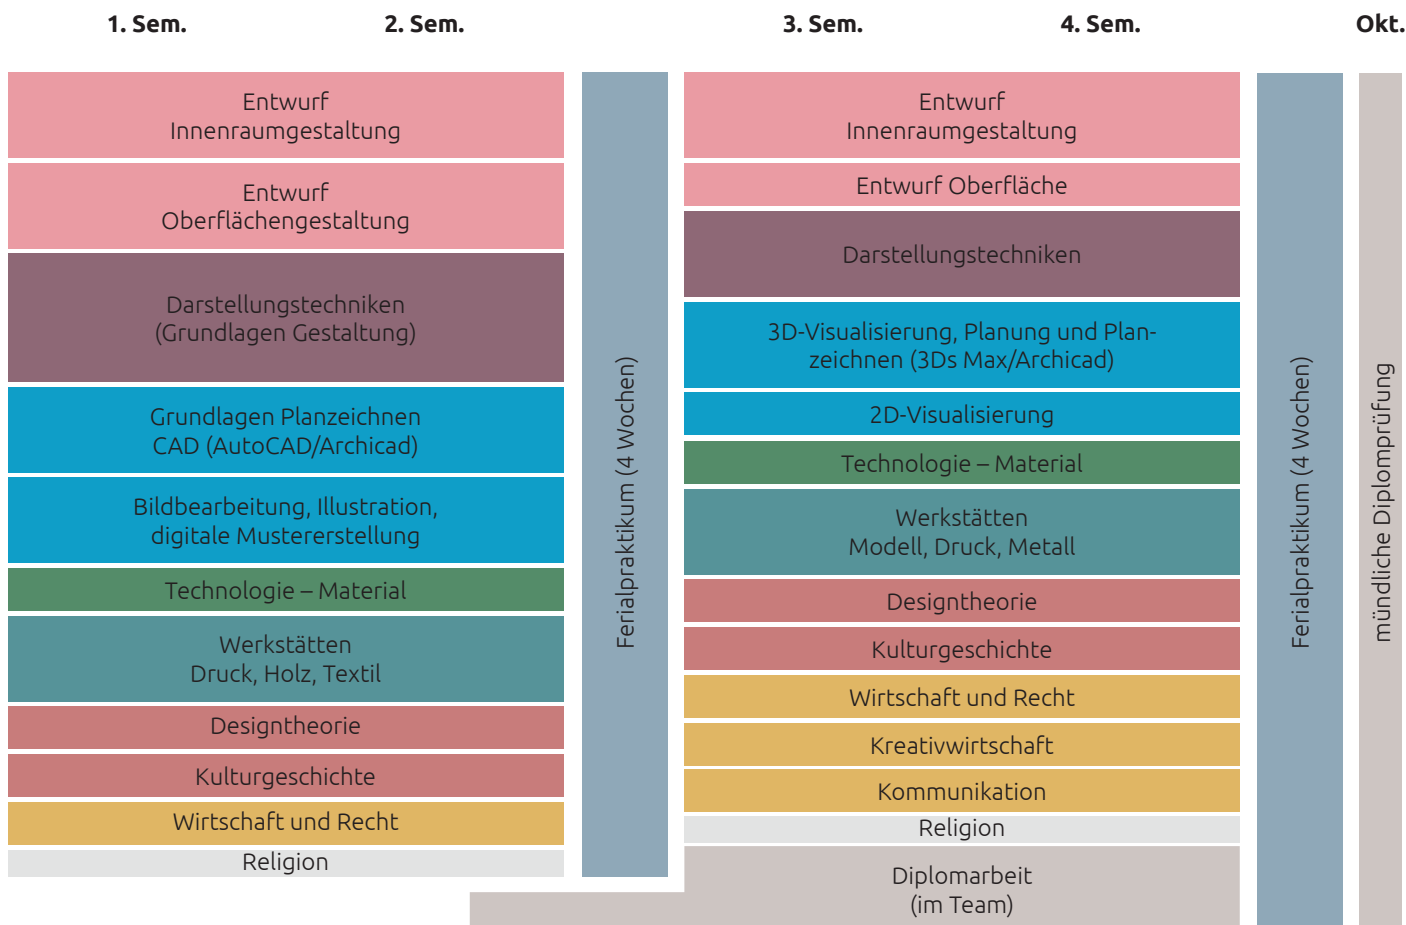 1. Sem.
2. Sem.
3. Sem.
4. Sem.
Okt.
Entwurf
Innenraumgestaltung
Entwurf
Oberflächengestaltung
Darstellungstechniken
(Grundlagen Gestaltung)
Grundlagen Planzeichnen
CAD (AutoCAD/Archicad)
Bildbearbeitung, Illustration,
digitale Mustererstellung
Technologie – Material
Werkstätten
Druck, Holz, Textil
Designtheorie
Kulturgeschichte
Wirtschaft und Recht
Religion
Ferialpraktikum (4 Wochen)
Entwurf
Innenraumgestaltung
Entwurf Oberfläche
Darstellungstechniken
3D-Visualisierung, Planung und Plan-
zeichnen (3Ds Max/Archicad)
2D-Visualisierung
Technologie – Material
Werkstätten
Modell, Druck, Metall
Designtheorie
Kulturgeschichte
Wirtschaft und Recht
Kreativwirtschaft
Kommunikation
Religion
Diplomarbeit
(im Team)
Ferialpraktikum (4 Wochen)
mündliche Diplomprüfung